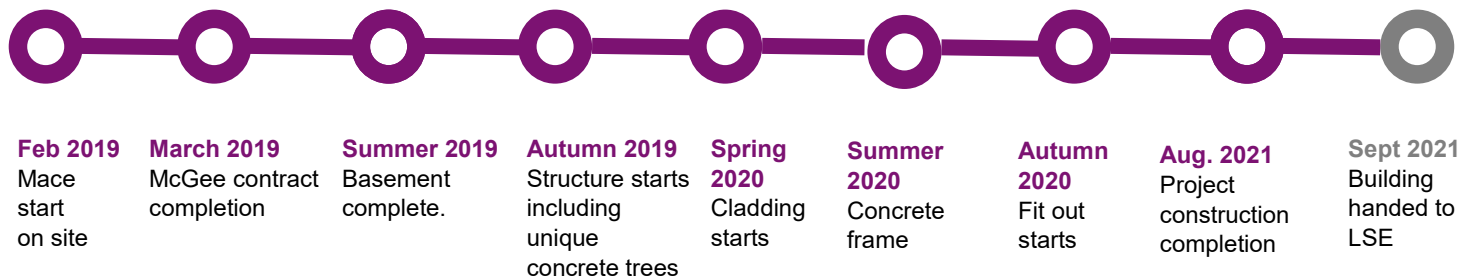 Feb 2019
Mace
start
on site
March 2019
McGee contract
completion
Summer 2019
Basement
complete.
Autumn 2019
Structure starts
including
unique
concrete trees
Spring
2020
Cladding
starts
Summer
2020
Concrete
frame
Autumn
2020
Fit out
starts
Aug. 2021
Project
construction
completion
Sept 2021
Building
handed to
LSE